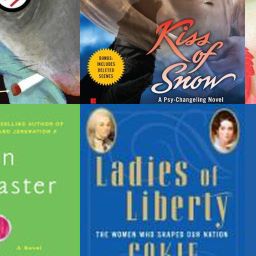 Kiss
of
Snow
BONUS:
INCLUDES
DELETED
SCENES
A Psy-Changeling Novel
SELLING AUTHOR OF
AND GENERATION X
n
aster
A Novel
Ladies of
Liberty
THE WOMEN WHO SHAPED OUR NATION
COKIE